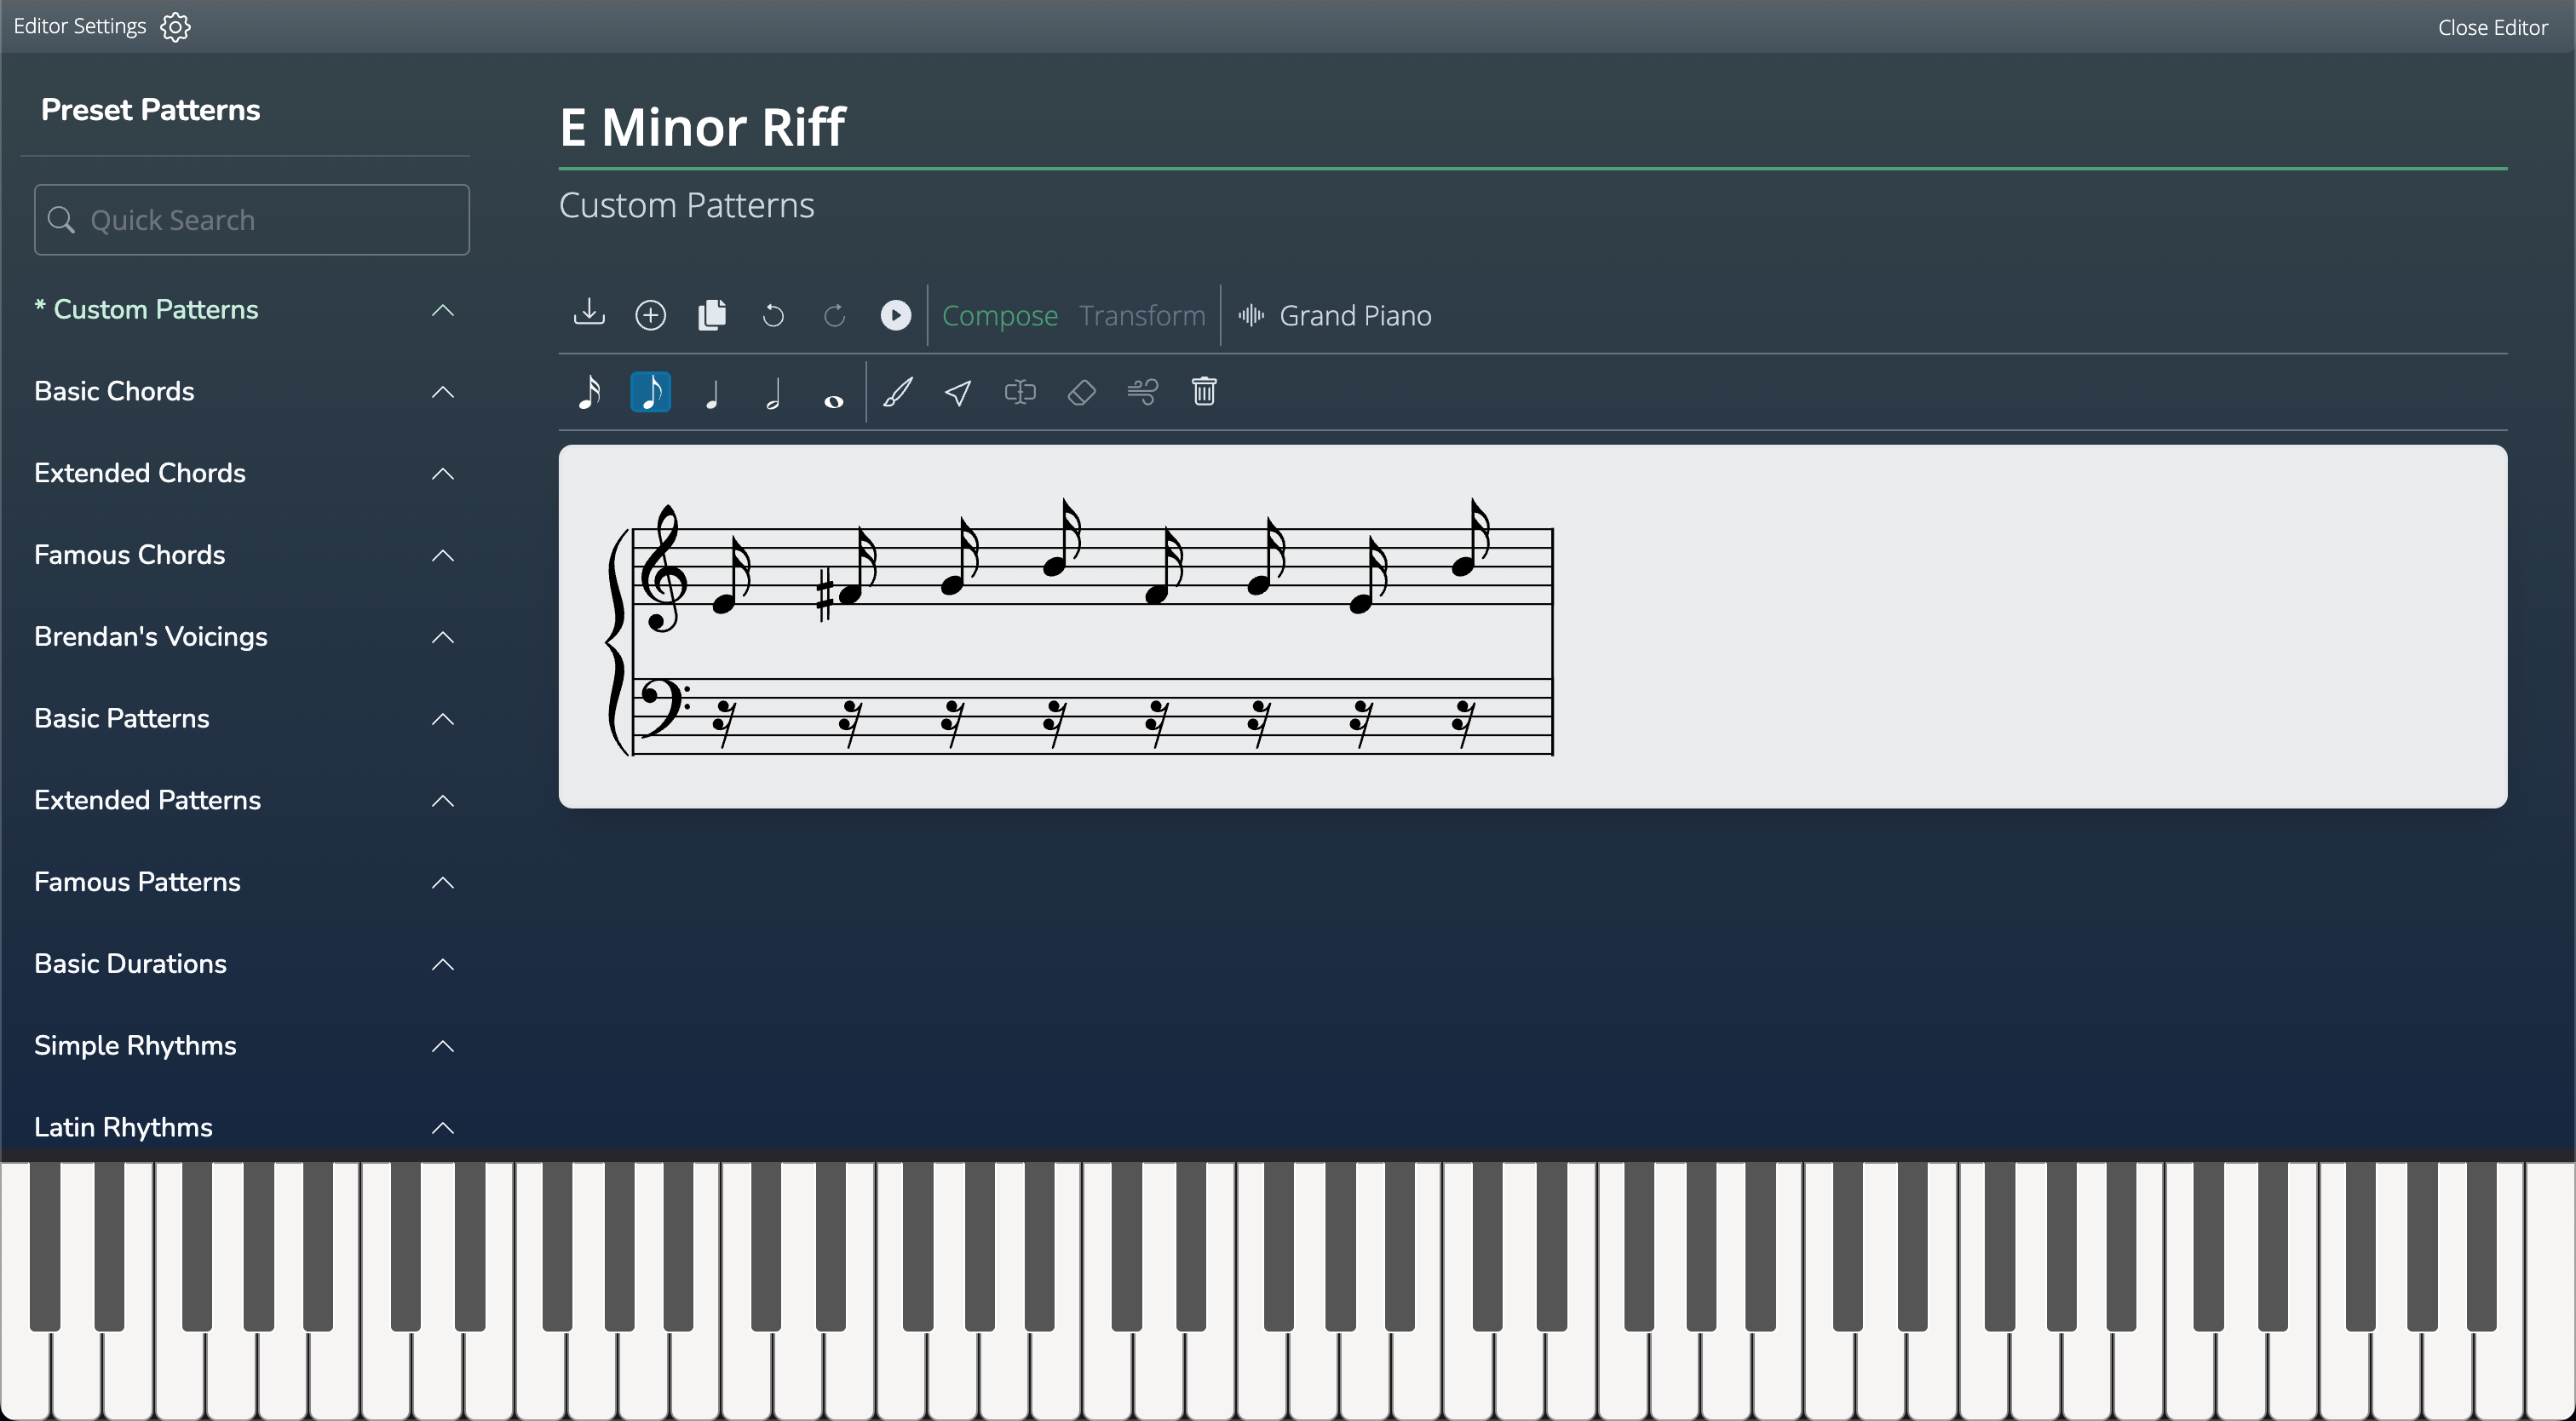 Editor Settings
Close Editor
Preset Patterns
Quick Search
* Custom Patterns
Basic Chords
Extended Chords
Famous Chords
Brendan's Voicings
Basic Patterns
Extended Patterns
Famous Patterns
Basic Durations
Simple Rhythms
Latin Rhythms
E Minor Riff
Custom Patterns
Compose Transform Grand Piano